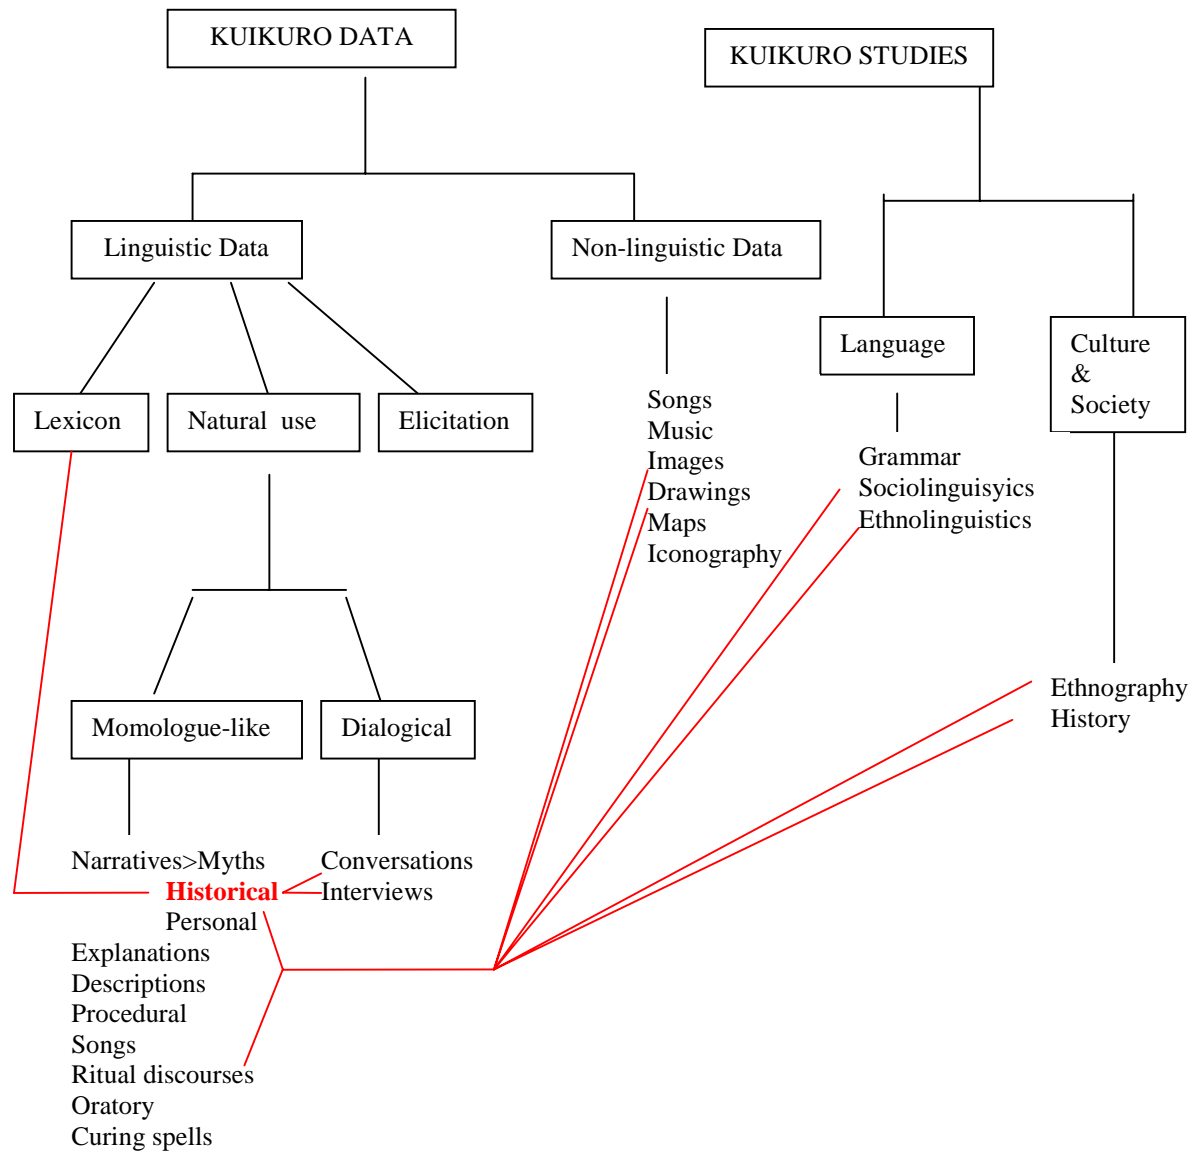 KUIKURO DATA
KUIKURO STUDIES
Linguistic Data
Non-linguistic Data
Language
Culture
&
Society
Lexicon
Natural use
Elicitation
Songs
Music
Images
Drawings
Maps
Iconography
Grammar
Sociolinguisyics
Ethnolinguistics
Ethnography
History
Momologue-like
Dialogical
Narratives>Myths
Historical
Personal
Explanations
Descriptions
Procedural
Songs
Ritual discourses
Oratory
Curing spells
Conversations
Interviews